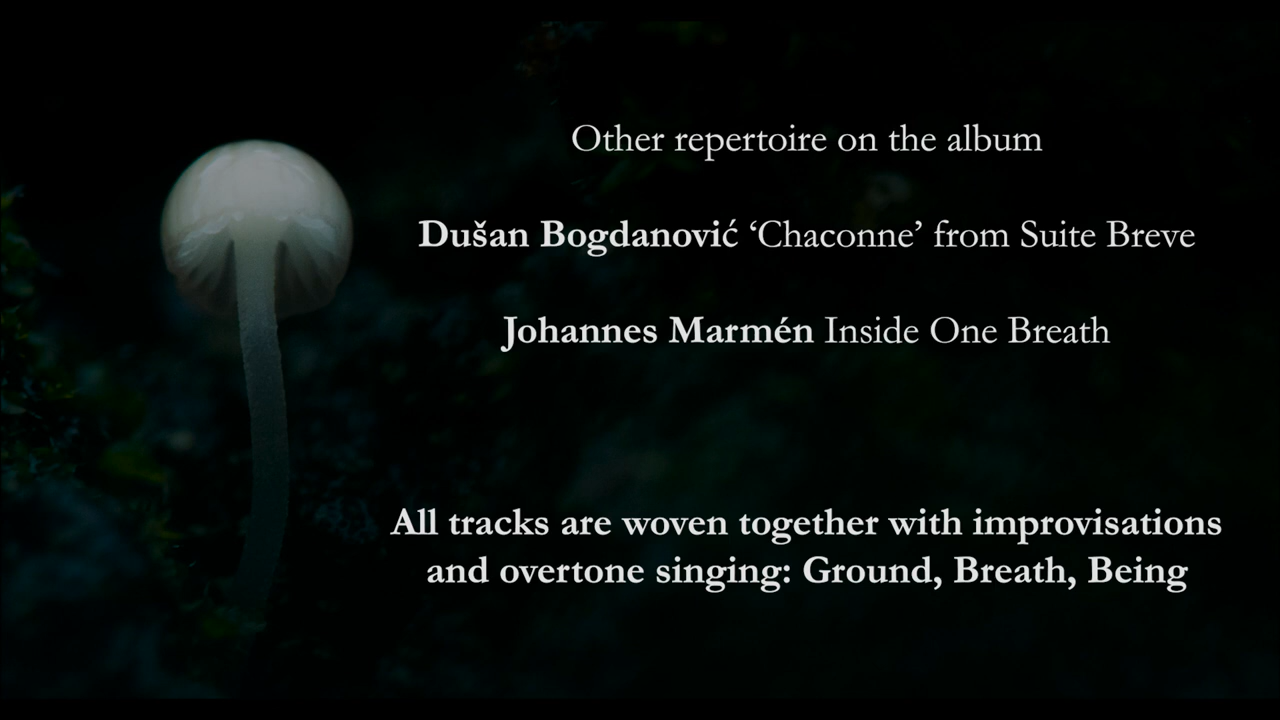 Other repertoire on the album
Dušan Bogdanović ‘Chaconne’ from Suite Breve
Johannes Marmén Inside One Breath
All tracks are woven together with improvisations
and overtone singing: Ground, Breath, Being